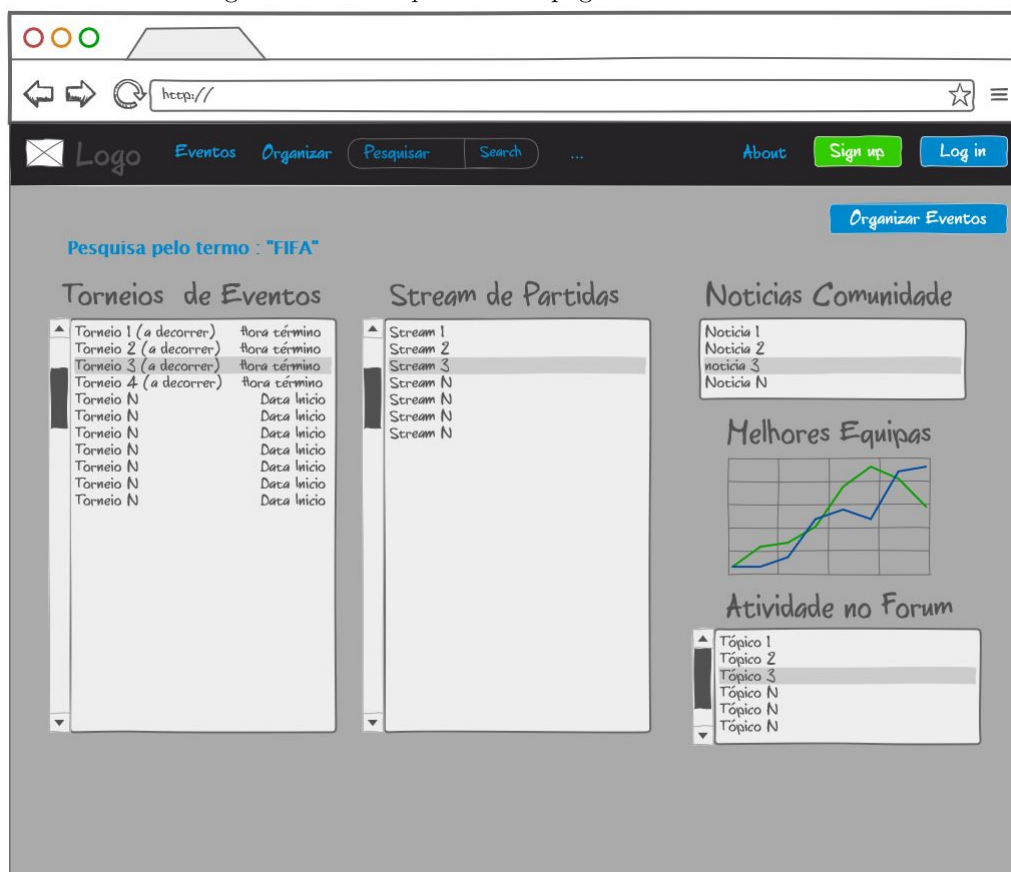 http://
Logo Eventos Organizar Pesquisar Search ... About Sign up Log in
Organizar Eventos
Pesquisa pelo termo : "FIFA"
Torneios de Eventos
Torneio 1 (a decorrer) Hora término
Torneio 2 (a decorrer) Hora término
Torneio 3 (a decorrer) Hora término
Torneio 4 (a decorrer) Hora término
Torneio N Data Inicio
Torneio N Data Inicio
Torneio N Data Inicio
Torneio N Data Inicio
Torneio N Data Inicio
Torneio N Data Inicio
Torneio N Data Inicio
Stream de Partidas
Stream 1
Stream 2
Stream 3
Stream N
Stream N
Stream N
Stream N
Noticias Comunidade
Noticia 1
Noticia 2
noticia 3
Noticia N
Melhores Equipas
Atividade no Forum
Tópico 1
Tópico 2
Tópico 3
Tópico N
Tópico N
Tópico N